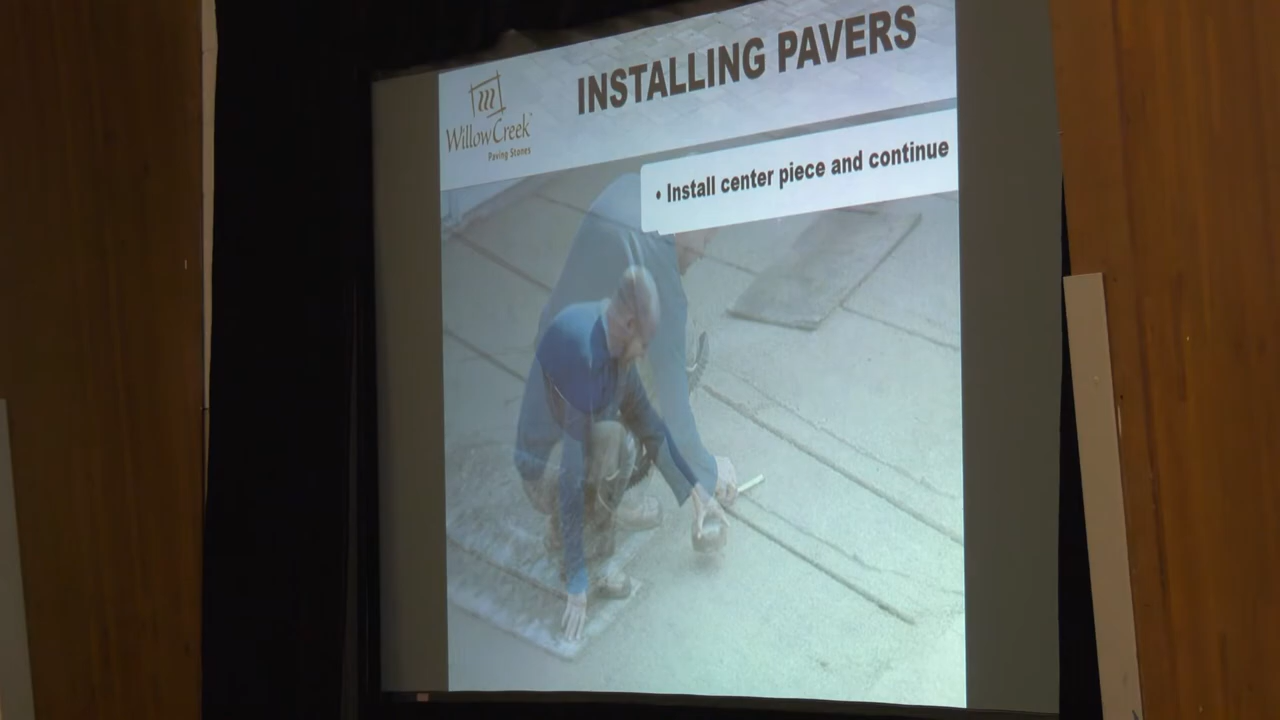 INSTALLING PAVERS
WillowCreek
Paving Stones
• Install center piece and continue